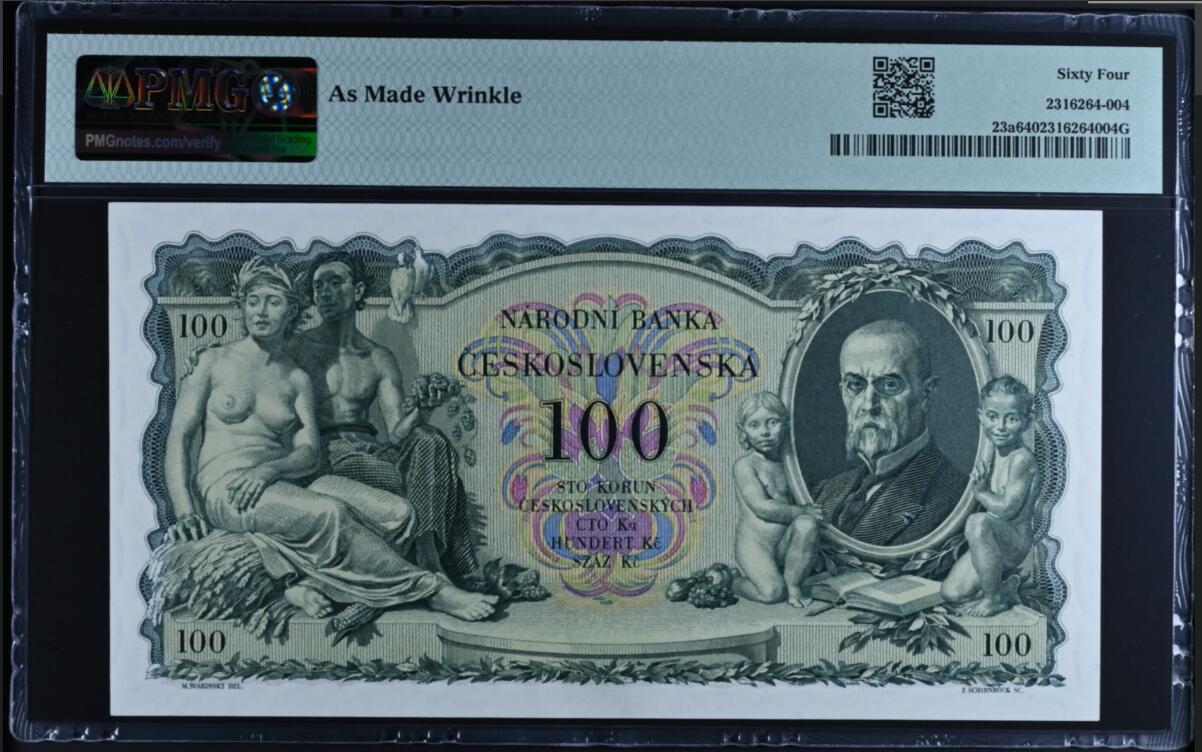 PMG
PMGnotes.com/verify
As Made Wrinkle
Sixty Four
2316264-004
23a6402316264004G
100
100
NÁRODNÍ BANKA
ČESKOSLOVENSKÁ
100
STO KORUN
ČESKOSLOVENSKÝCH
СТО Кч
HUNDERT Kč
SZÁZ Kč
100
100
M. ŠVABINSKÝ DEL.
F. SCHIRNBÖCK SC.